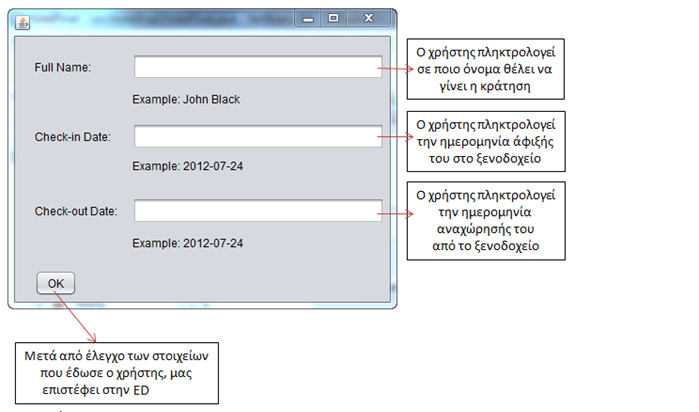 Full Name:
Example: John Black
Check-in Date:
Example: 2012-07-24
Check-out Date:
Example: 2012-07-24
OK
Ο χρήστης πληκτρολογεί
σε ποιο όνομα θέλει να
γίνει η κράτηση
Ο χρήστης πληκτρολογεί
την ημερομηνία άφιξής
του στο ξενοδοχείο
Ο χρήστης πληκτρολογεί
την ημερομηνία
αναχώρησής του
από το ξενοδοχείο
Μετά από έλεγχο των στοιχείων
που έδωσε ο χρήστης, μας
επιστέφει στην ED